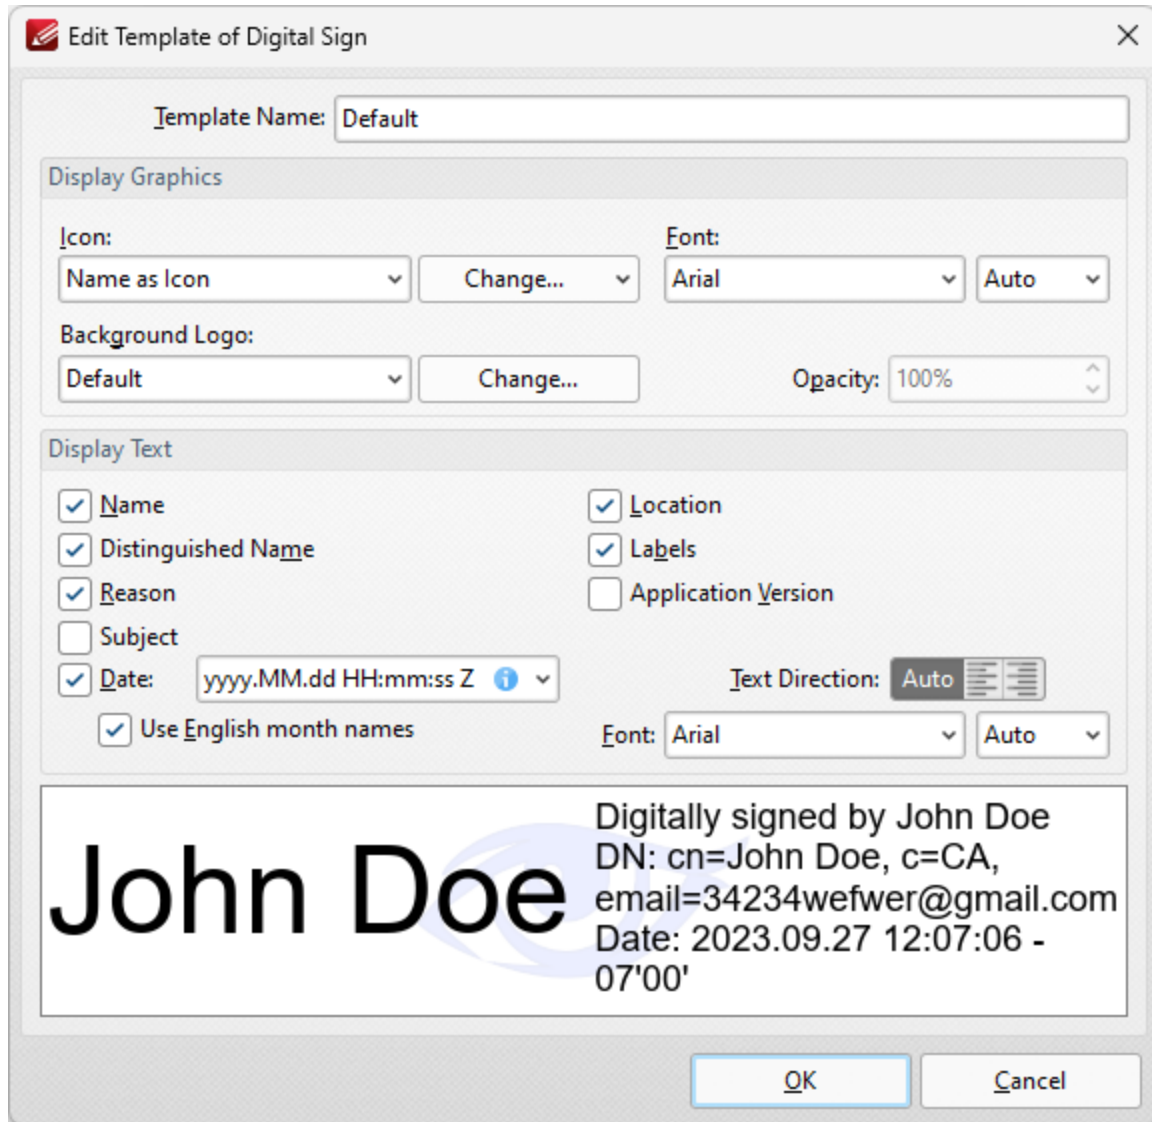 Edit Template of Digital Sign
Template Name: Default
Display Graphics
Icon: Font:
Name as Icon Change... Arial Auto
Background Logo:
Default Change... Opacity: 100%
Display Text
Name Location
Distinguished Name Labels
Reason Application Version
Subject
Date: yyyy.MM.dd HH:mm:ss Z Text Direction: Auto
Use English month names Font: Arial Auto
John Doe
Digitally signed by John Doe
DN: cn=John Doe, c=CA,
email=34234wefwer@gmail.com
Date: 2023.09.27 12:07:06 -
07'00'
OK Cancel